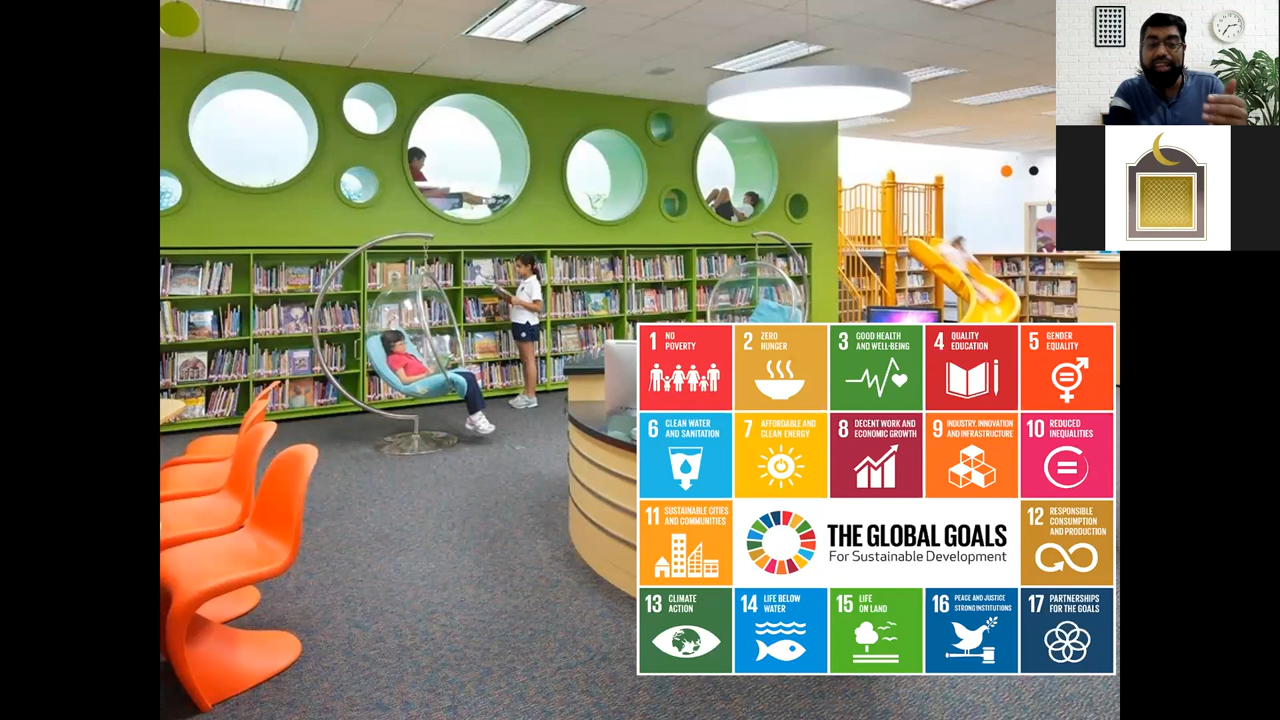 1 NO
POVERTY
2 ZERO
HUNGER
3 GOOD HEALTH
AND WELL-BEING
4 QUALITY
EDUCATION
5 GENDER
EQUALITY
6 CLEAN WATER
AND SANITATION
7 AFFORDABLE AND
CLEAN ENERGY
8 DECENT WORK AND
ECONOMIC GROWTH
9 INDUSTRY, INNOVATION
AND INFRASTRUCTURE
10 REDUCED
INEQUALITIES
11 SUSTAINABLE CITIES
AND COMMUNITIES
THE GLOBAL GOALS
For Sustainable Development
12 RESPONSIBLE
CONSUMPTION
AND PRODUCTION
13 CLIMATE
ACTION
14 LIFE BELOW
WATER
15 LIFE
ON LAND
16 PEACE AND JUSTICE
STRONG INSTITUTIONS
17 PARTNERSHIPS
FOR THE GOALS